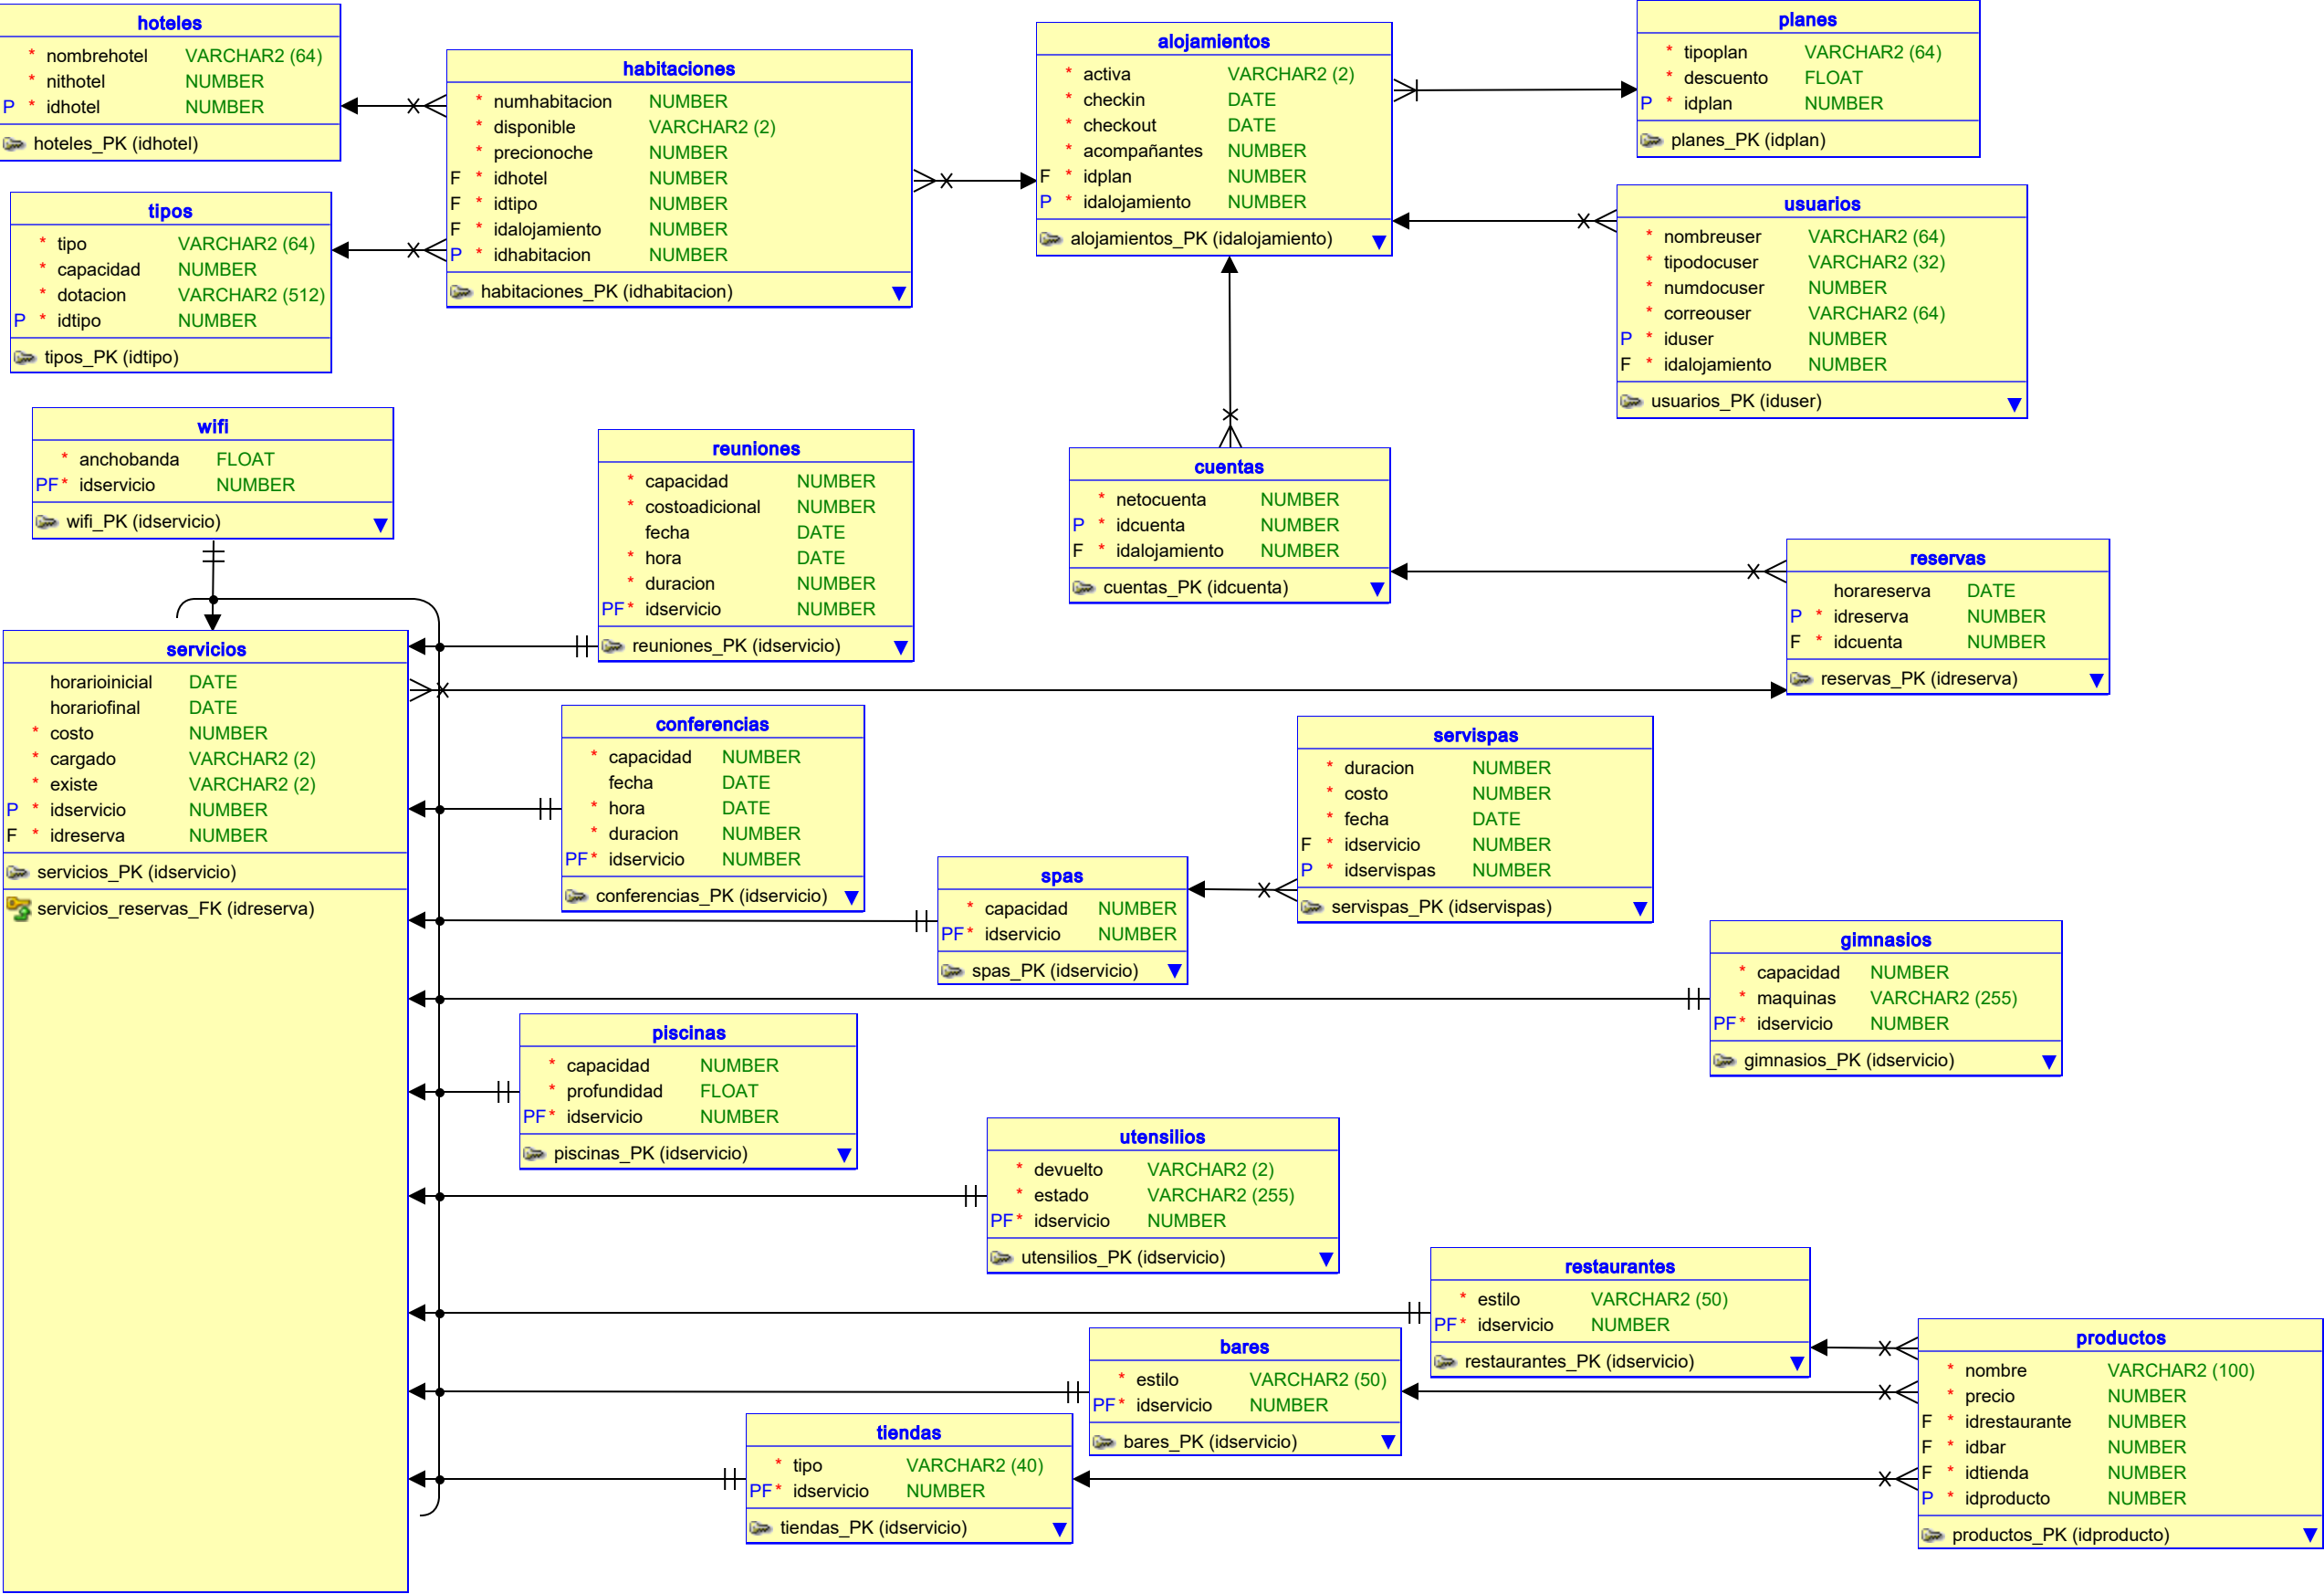 hoteles
* nombrehotel VARCHAR2 (64)
* nithotel NUMBER
P * idhotel NUMBER
hoteles_PK (idhotel)
tipos
* tipo VARCHAR2 (64)
* capacidad NUMBER
* dotacion VARCHAR2 (512)
P * idtipo NUMBER
tipos_PK (idtipo)
habitaciones
* numhabitacion NUMBER
* disponible VARCHAR2 (2)
* precionoche NUMBER
F * idhotel NUMBER
F * idtipo NUMBER
F * idalojamiento NUMBER
P * idhabitacion NUMBER
habitaciones_PK (idhabitacion)
alojamientos
* activa VARCHAR2 (2)
* checkin DATE
* checkout DATE
* acompañantes NUMBER
F * idplan NUMBER
P * idalojamiento NUMBER
alojamientos_PK (idalojamiento)
planes
* tipoplan VARCHAR2 (64)
* descuento FLOAT
P * idplan NUMBER
planes_PK (idplan)
usuarios
* nombreuser VARCHAR2 (64)
* tipodocuser VARCHAR2 (32)
* numdocuser NUMBER
* correouser VARCHAR2 (64)
P * iduser NUMBER
F * idalojamiento NUMBER
usuarios_PK (iduser)
wifi
* anchobanda FLOAT
PF* idservicio NUMBER
wifi_PK (idservicio)
reuniones
* capacidad NUMBER
* costoadicional NUMBER
fecha DATE
* hora DATE
* duracion NUMBER
PF* idservicio NUMBER
reuniones_PK (idservicio)
cuentas
* netocuenta NUMBER
P * idcuenta NUMBER
F * idalojamiento NUMBER
cuentas_PK (idcuenta)
reservas
horareserva DATE
P * idreserva NUMBER
F * idcuenta NUMBER
reservas_PK (idreserva)
servicios
horarioinicial DATE
horariofinal DATE
* costo NUMBER
* cargado VARCHAR2 (2)
* existe VARCHAR2 (2)
P * idservicio NUMBER
F * idreserva NUMBER
servicios_PK (idservicio)
servicios_reservas_FK (idreserva)
conferencias
* capacidad NUMBER
fecha DATE
* hora DATE
* duracion NUMBER
PF* idservicio NUMBER
conferencias_PK (idservicio)
servispas
* duracion NUMBER
* costo NUMBER
* fecha DATE
F * idservicio NUMBER
P * idservispas NUMBER
servispas_PK (idservispas)
spas
* capacidad NUMBER
PF* idservicio NUMBER
spas_PK (idservicio)
gimnasios
* capacidad NUMBER
* maquinas VARCHAR2 (255)
PF* idservicio NUMBER
gimnasios_PK (idservicio)
piscinas
* capacidad NUMBER
* profundidad FLOAT
PF* idservicio NUMBER
piscinas_PK (idservicio)
utensilios
* devuelto VARCHAR2 (2)
* estado VARCHAR2 (255)
PF* idservicio NUMBER
utensilios_PK (idservicio)
restaurantes
* estilo VARCHAR2 (50)
PF* idservicio NUMBER
restaurantes_PK (idservicio)
bares
* estilo VARCHAR2 (50)
PF* idservicio NUMBER
bares_PK (idservicio)
tiendas
* tipo VARCHAR2 (40)
PF* idservicio NUMBER
tiendas_PK (idservicio)
productos
* nombre VARCHAR2 (100)
* precio NUMBER
F * idrestaurante NUMBER
F * idbar NUMBER
F * idtienda NUMBER
P * idproducto NUMBER
productos_PK (idproducto)